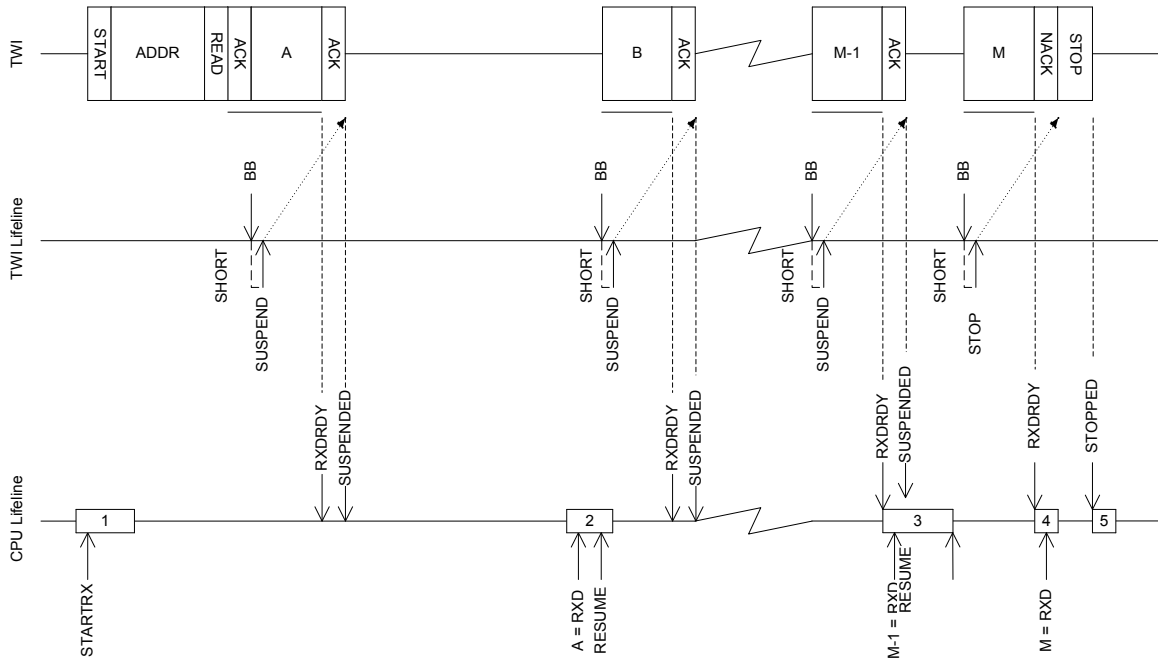 TWI
START
ADDR
READ
ACK
A
ACK
B
ACK
M-1
ACK
M
NACK
STOP
TWI Lifeline
BB
SHORT
SUSPEND
BB
SHORT
SUSPEND
BB
SHORT
SUSPEND
BB
SHORT
STOP
CPU Lifeline
RXDRDY
SUSPENDED
RXDRDY
SUSPENDED
RXDRDY
SUSPENDED
RXDRDY
STOPPED
1
2
3
4
5
STARTRX
A = RXD
RESUME
M-1 = RXD
RESUME
M = RXD